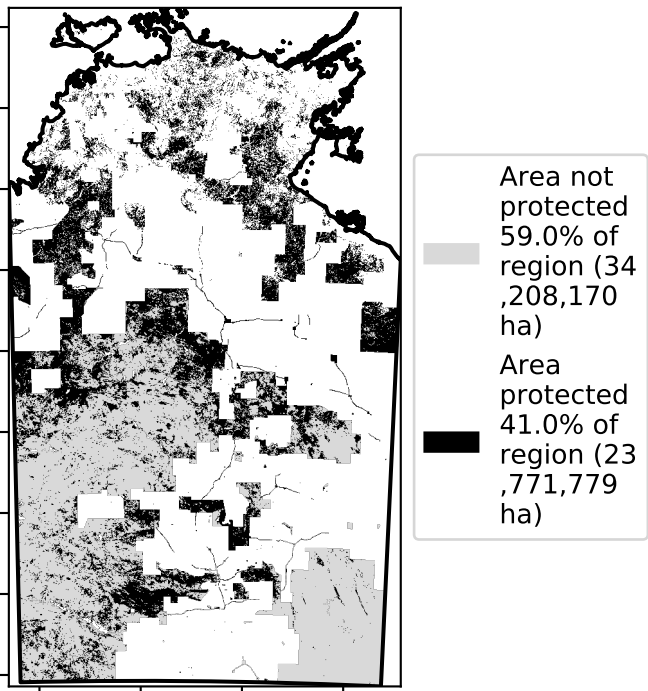 Area not
protected
59.0% of
region (34
,208,170
ha)
Area
protected
41.0% of
region (23
,771,779
ha)